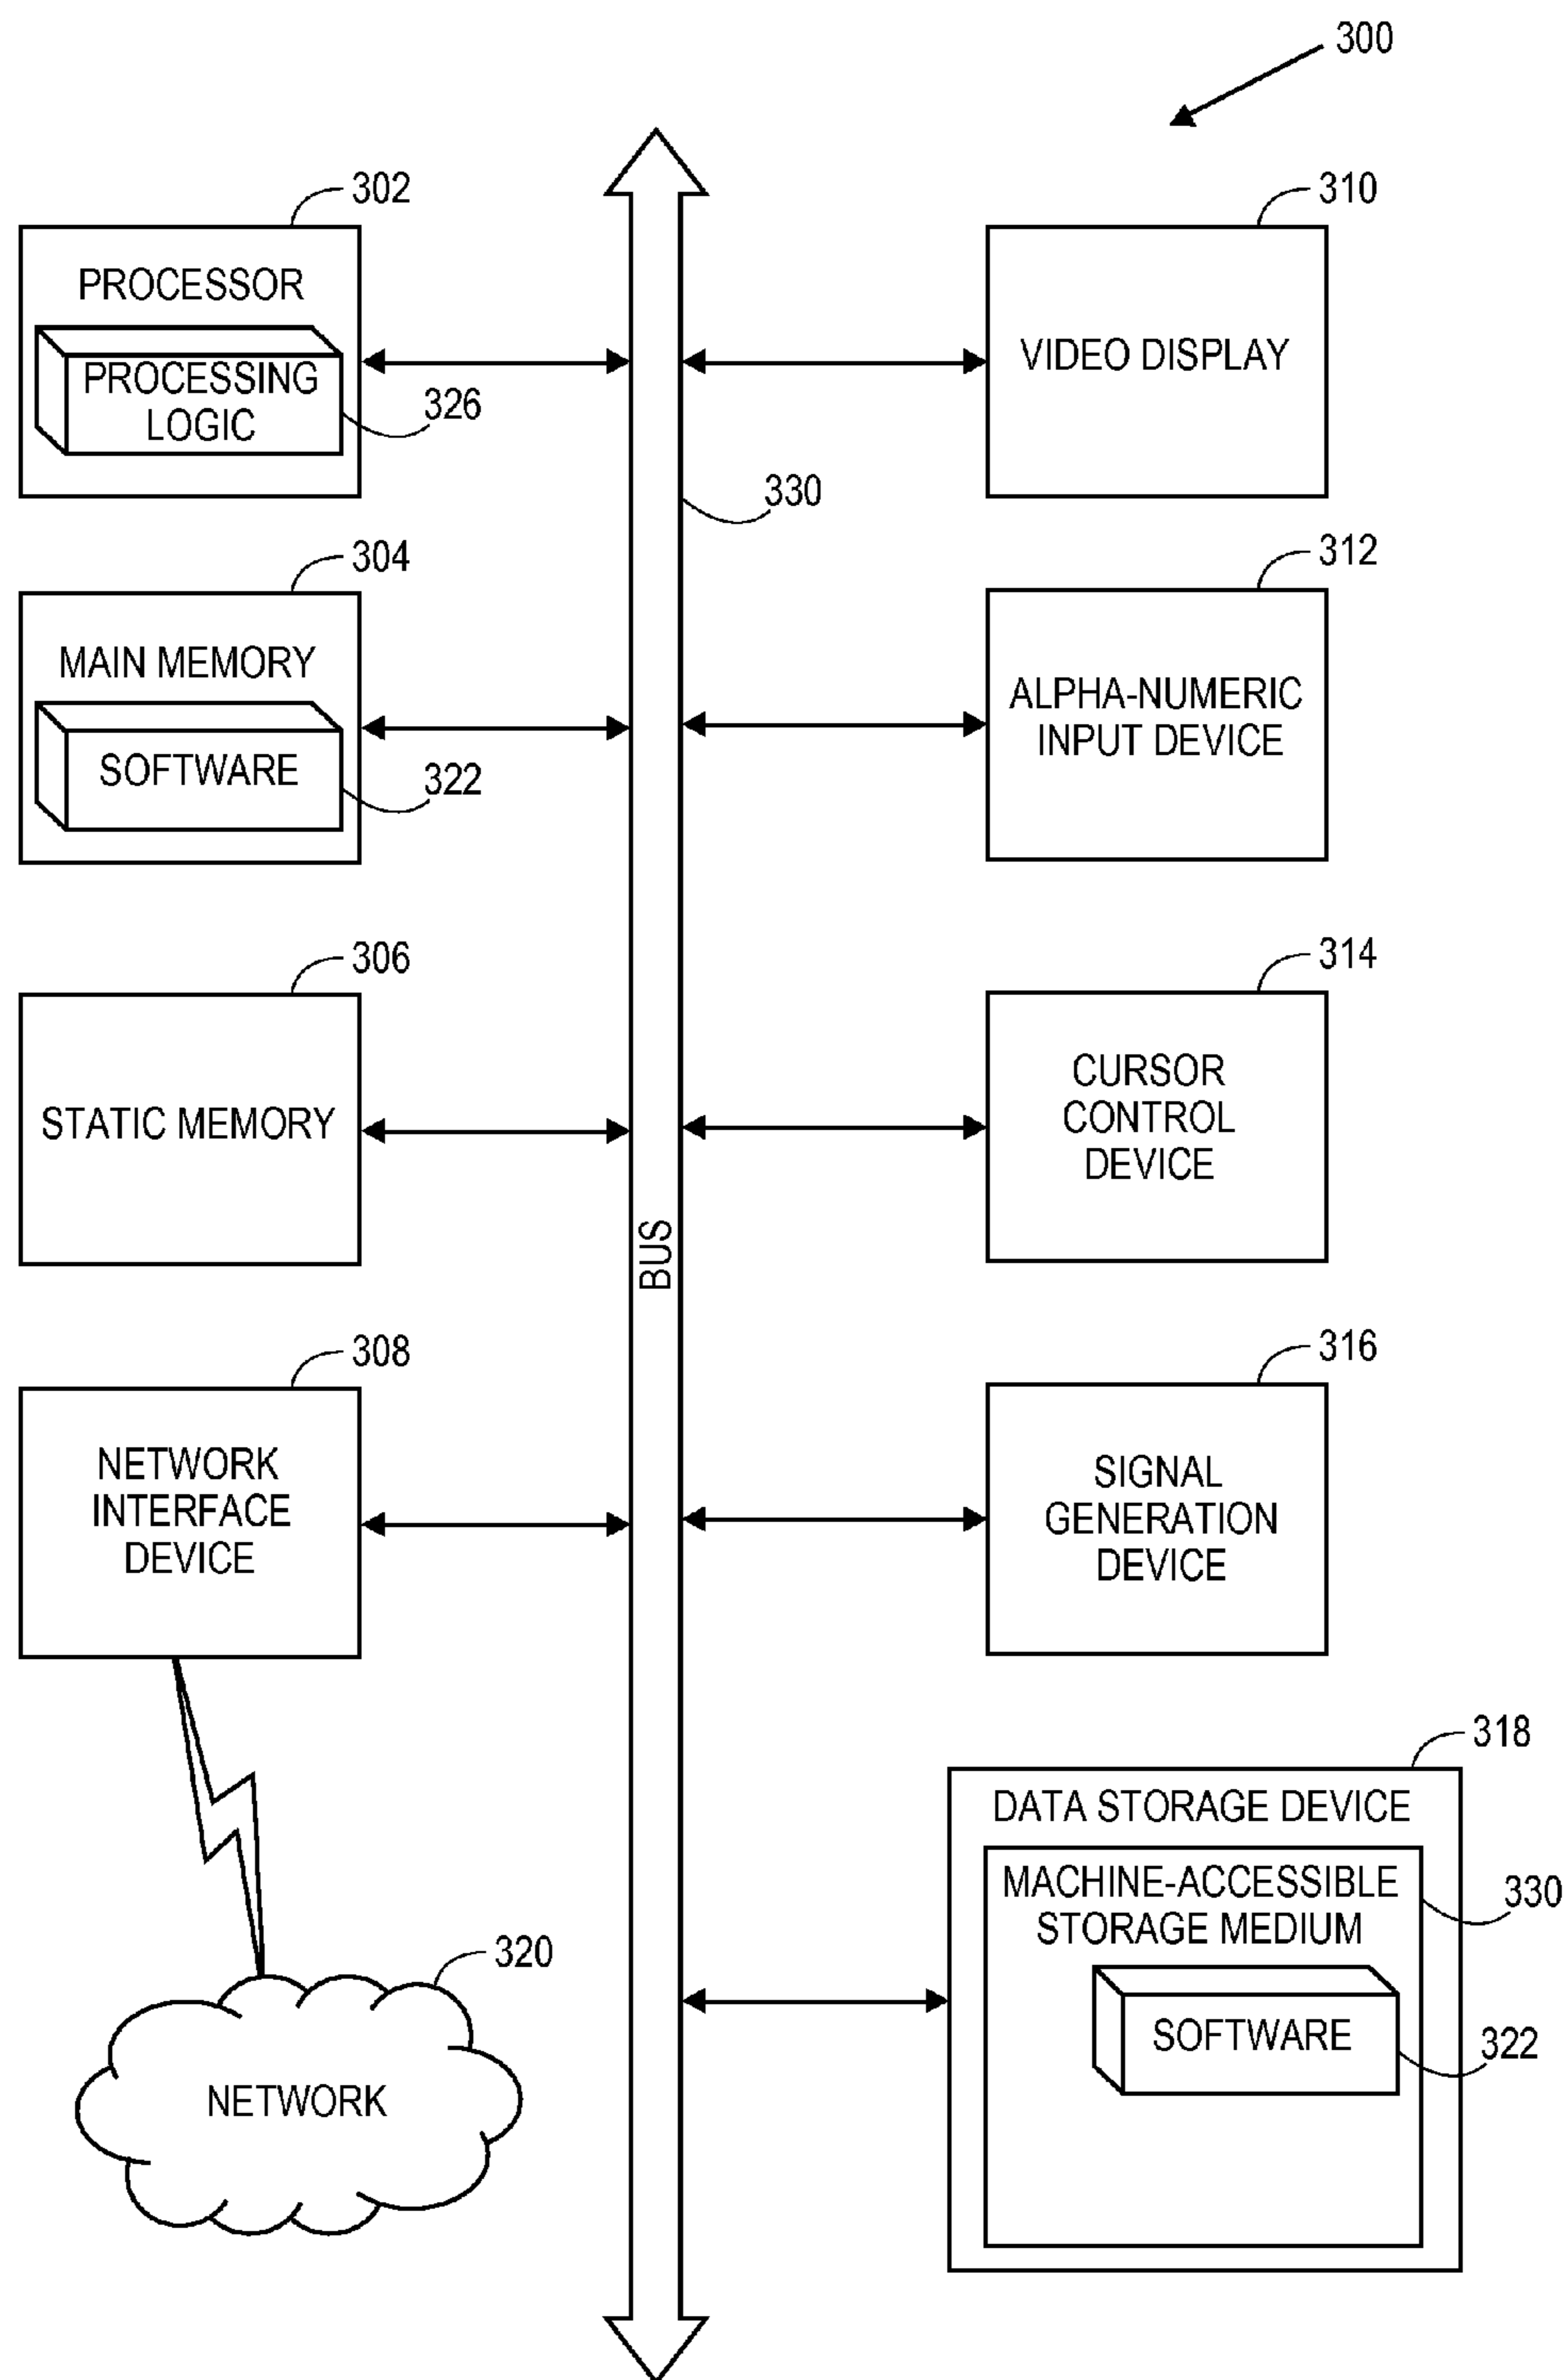 300
302
PROCESSOR
PROCESSING
LOGIC
326
310
VIDEO DISPLAY
330
304
MAIN MEMORY
SOFTWARE
322
312
ALPHA-NUMERIC
INPUT DEVICE
306
STATIC MEMORY
314
CURSOR
CONTROL
DEVICE
BUS
308
NETWORK
INTERFACE
DEVICE
316
SIGNAL
GENERATION
DEVICE
318
DATA STORAGE DEVICE
MACHINE-ACCESSIBLE
STORAGE MEDIUM
330
SOFTWARE
322
320
NETWORK